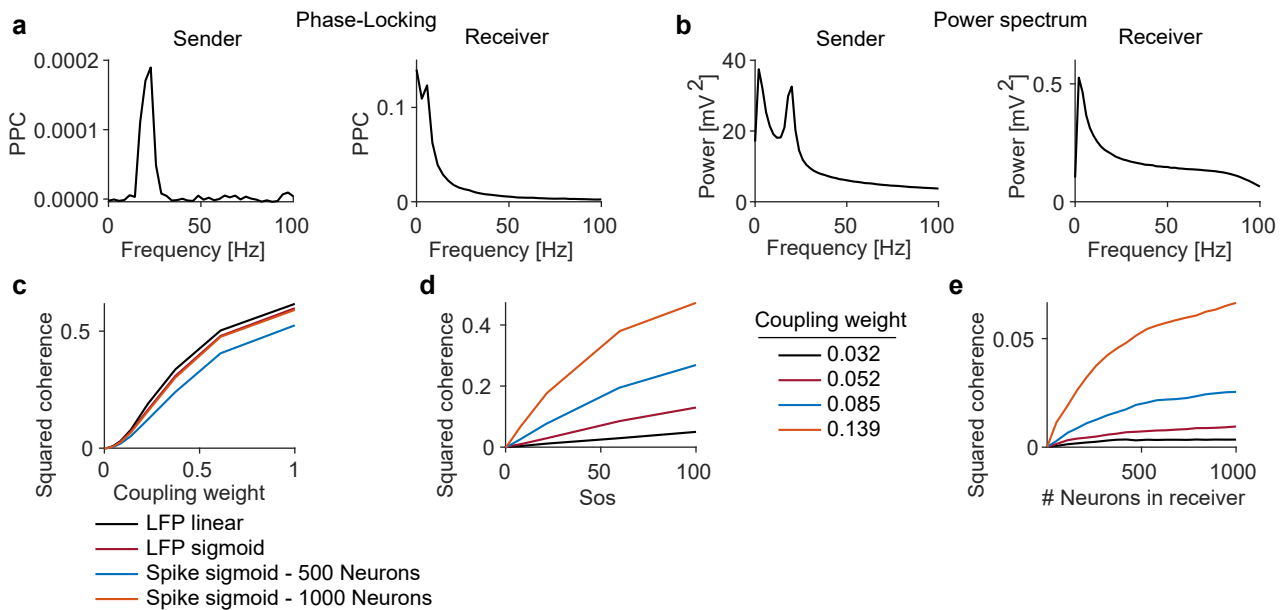 a
Phase-Locking
Sender
Receiver
0.0002
0.0001
0.0000
PPC
0
50
100
Frequency [Hz]
0.1
0
PPC
50
100
Frequency [Hz]
b
Power spectrum
Sender
Receiver
40
20
0
Power [mV 2]
0
50
100
Frequency [Hz]
0.5
0
Power [mV 2]
0
50
100
Frequency [Hz]
c
0.5
0
Squared coherence
0
0.5
1
Coupling weight
LFP linear
LFP sigmoid
Spike sigmoid - 500 Neurons
Spike sigmoid - 1000 Neurons
d
0.4
0.2
0
Squared coherence
0
50
100
Sos
Coupling weight
0.032
0.052
0.085
0.139
e
0.05
0
Squared coherence
500
1000
# Neurons in receiver